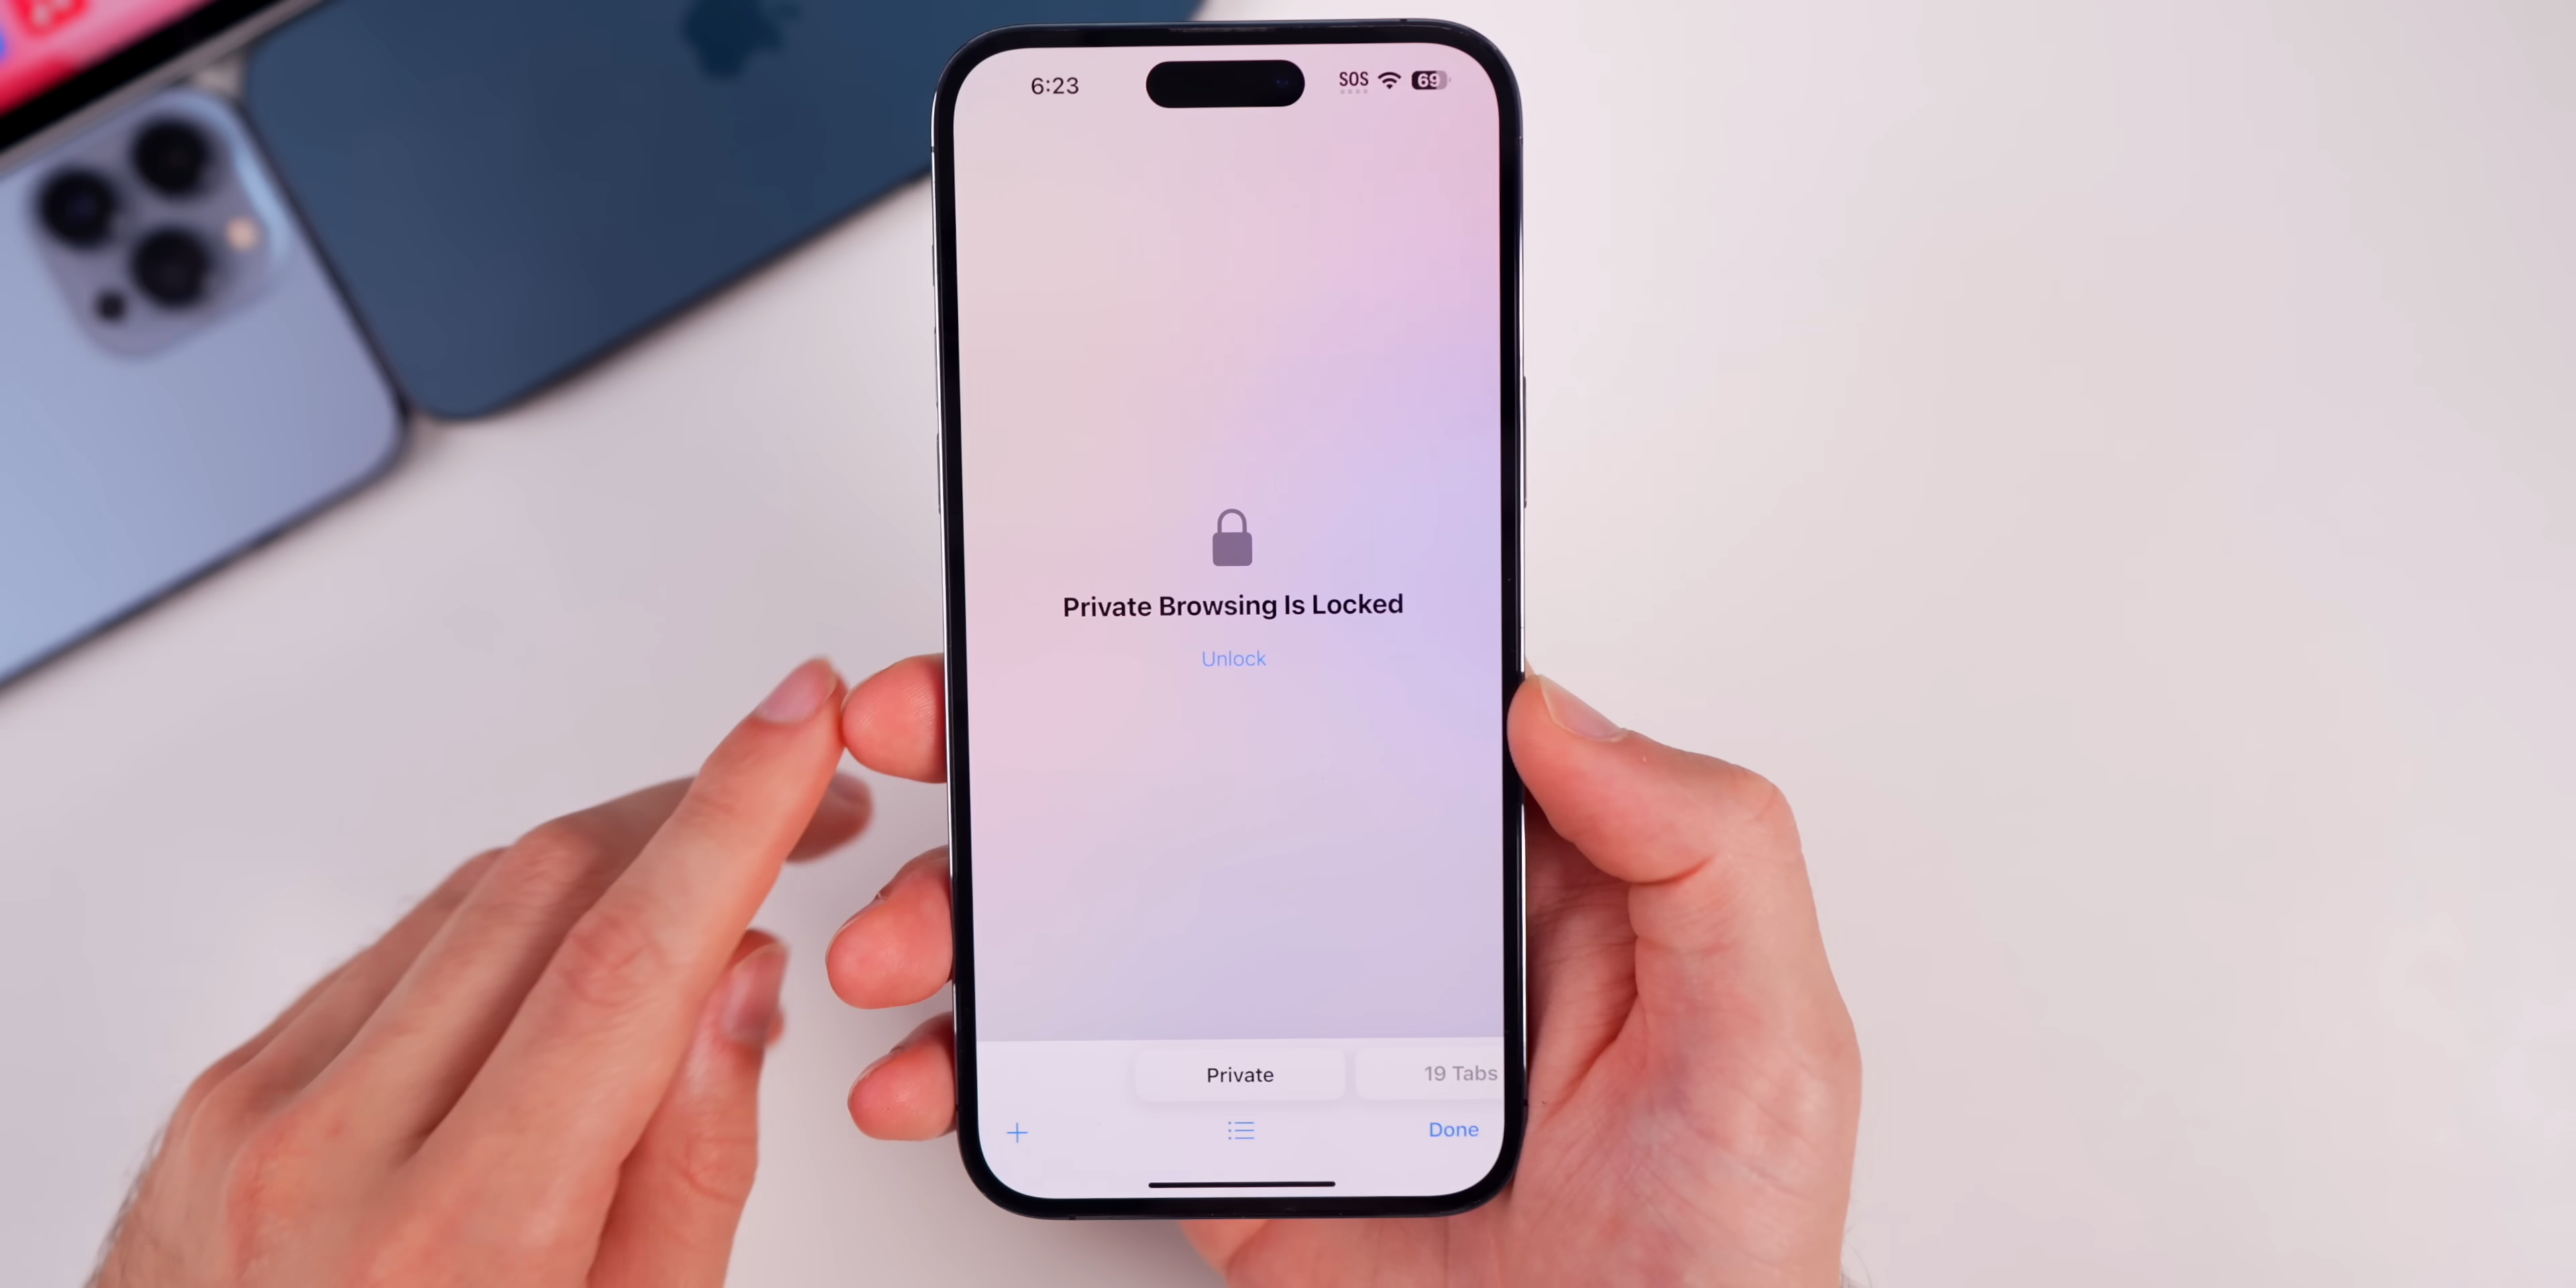 6:23
SOS
69
Private Browsing Is Locked
Unlock
Private
19 Tabs
Done